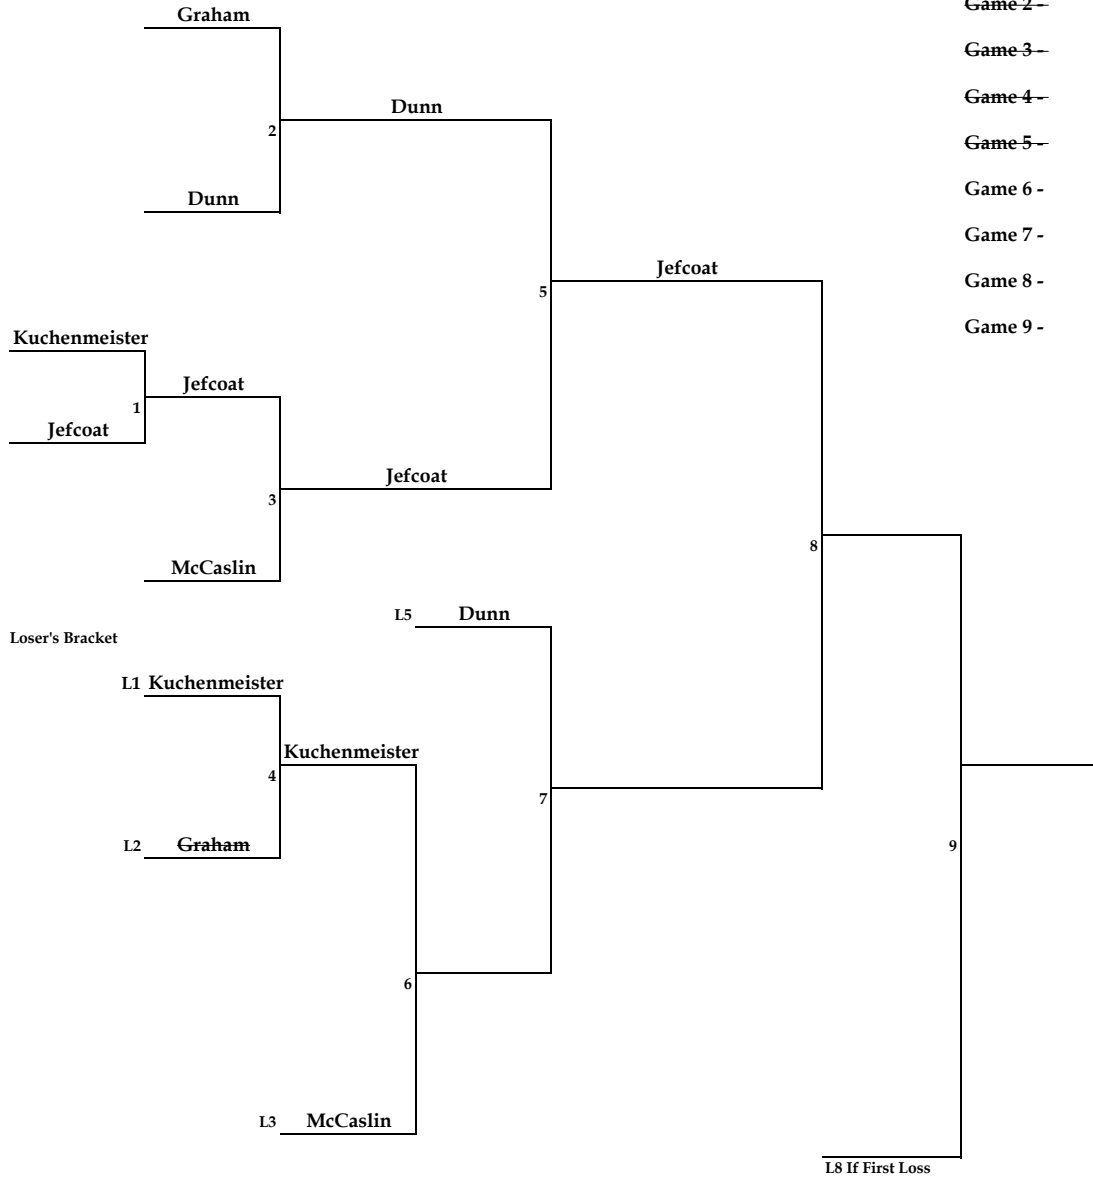 Graham
Game 2 -
Game 3 -
Game 4 -
Dunn
2
Game 5 -
Game 6 -
Dunn
Game 7 -
Jefcoat
Game 8 -
5
Game 9 -
Kuchenmeister
Jefcoat
1
Jefcoat
Jefcoat
3
8
McCaslin
L5 Dunn
Loser's Bracket
L1 Kuchenmeister
Kuchenmeister
4
7
L2 Graham
9
6
L3 McCaslin
L8 If First Loss